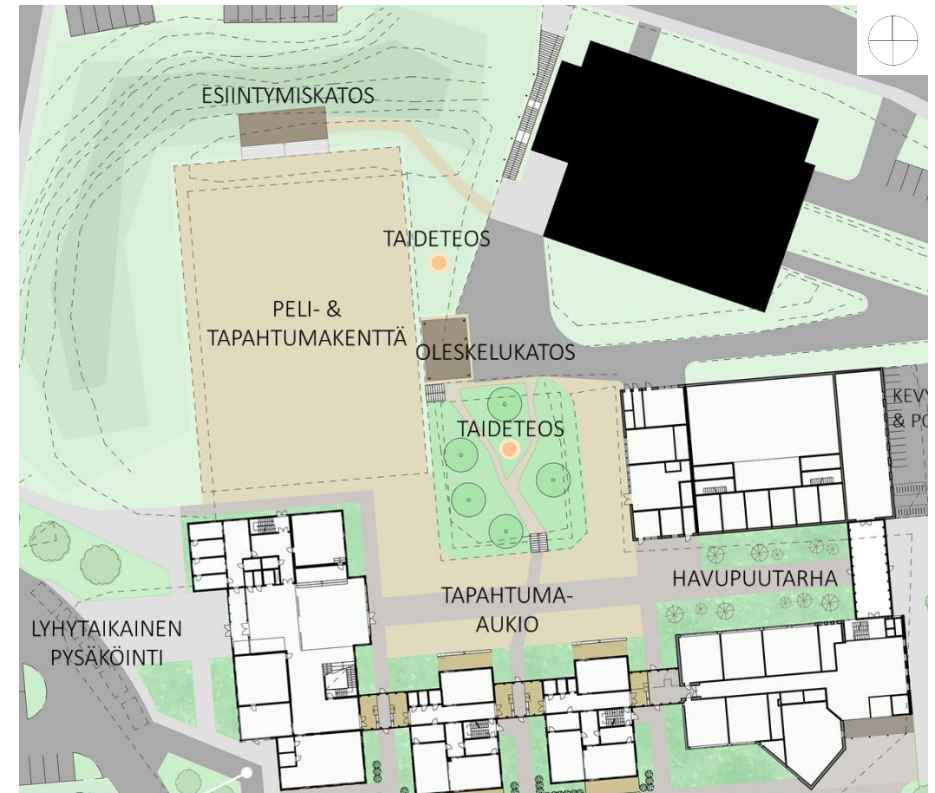 ESIINTYMISKATOS
TAIDETEOS
PELI- &
TAPAHTUMAKENTTÄ
OLESKELUKATOS
TAIDETEOS
HAVUPUUTARHA
TAPAHTUMA-
AUKIO
LYHYTAIKAINEN
PYSÄKÖINTI